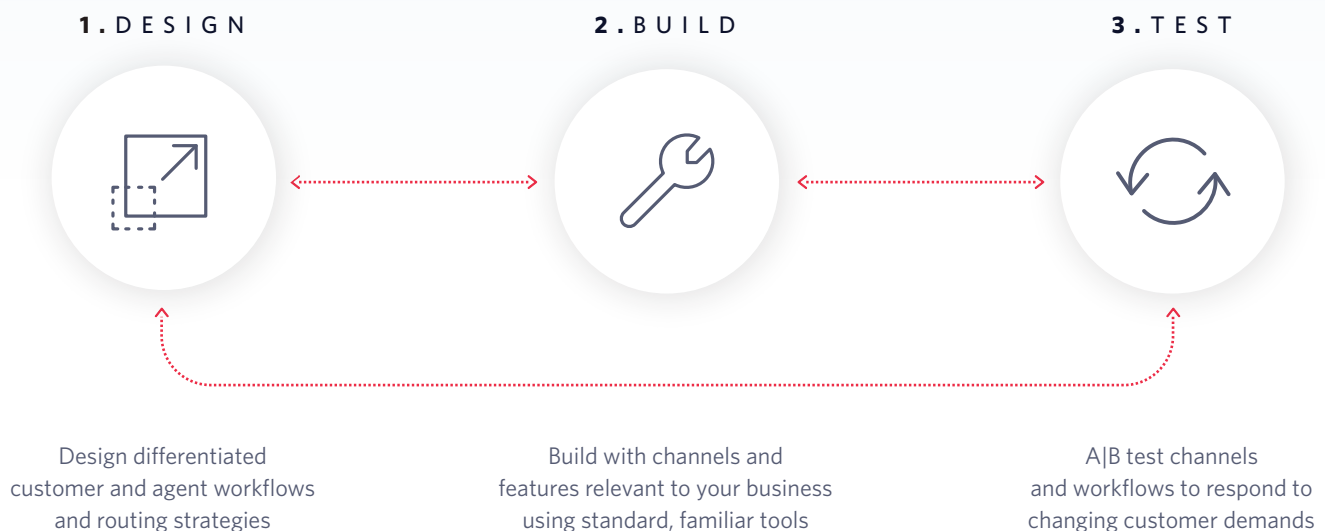 1.DESIGN
2.BUILD
3.TEST
Design differentiated
customer and agent workflows
and routing strategies
Build with channels and
features relevant to your business
using standard, familiar tools
A|B test channels
and workflows to respond to
changing customer demands